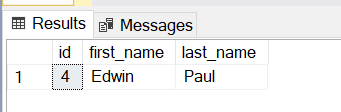 Results Messages
id first_name last_name
1 4 Edwin Paul